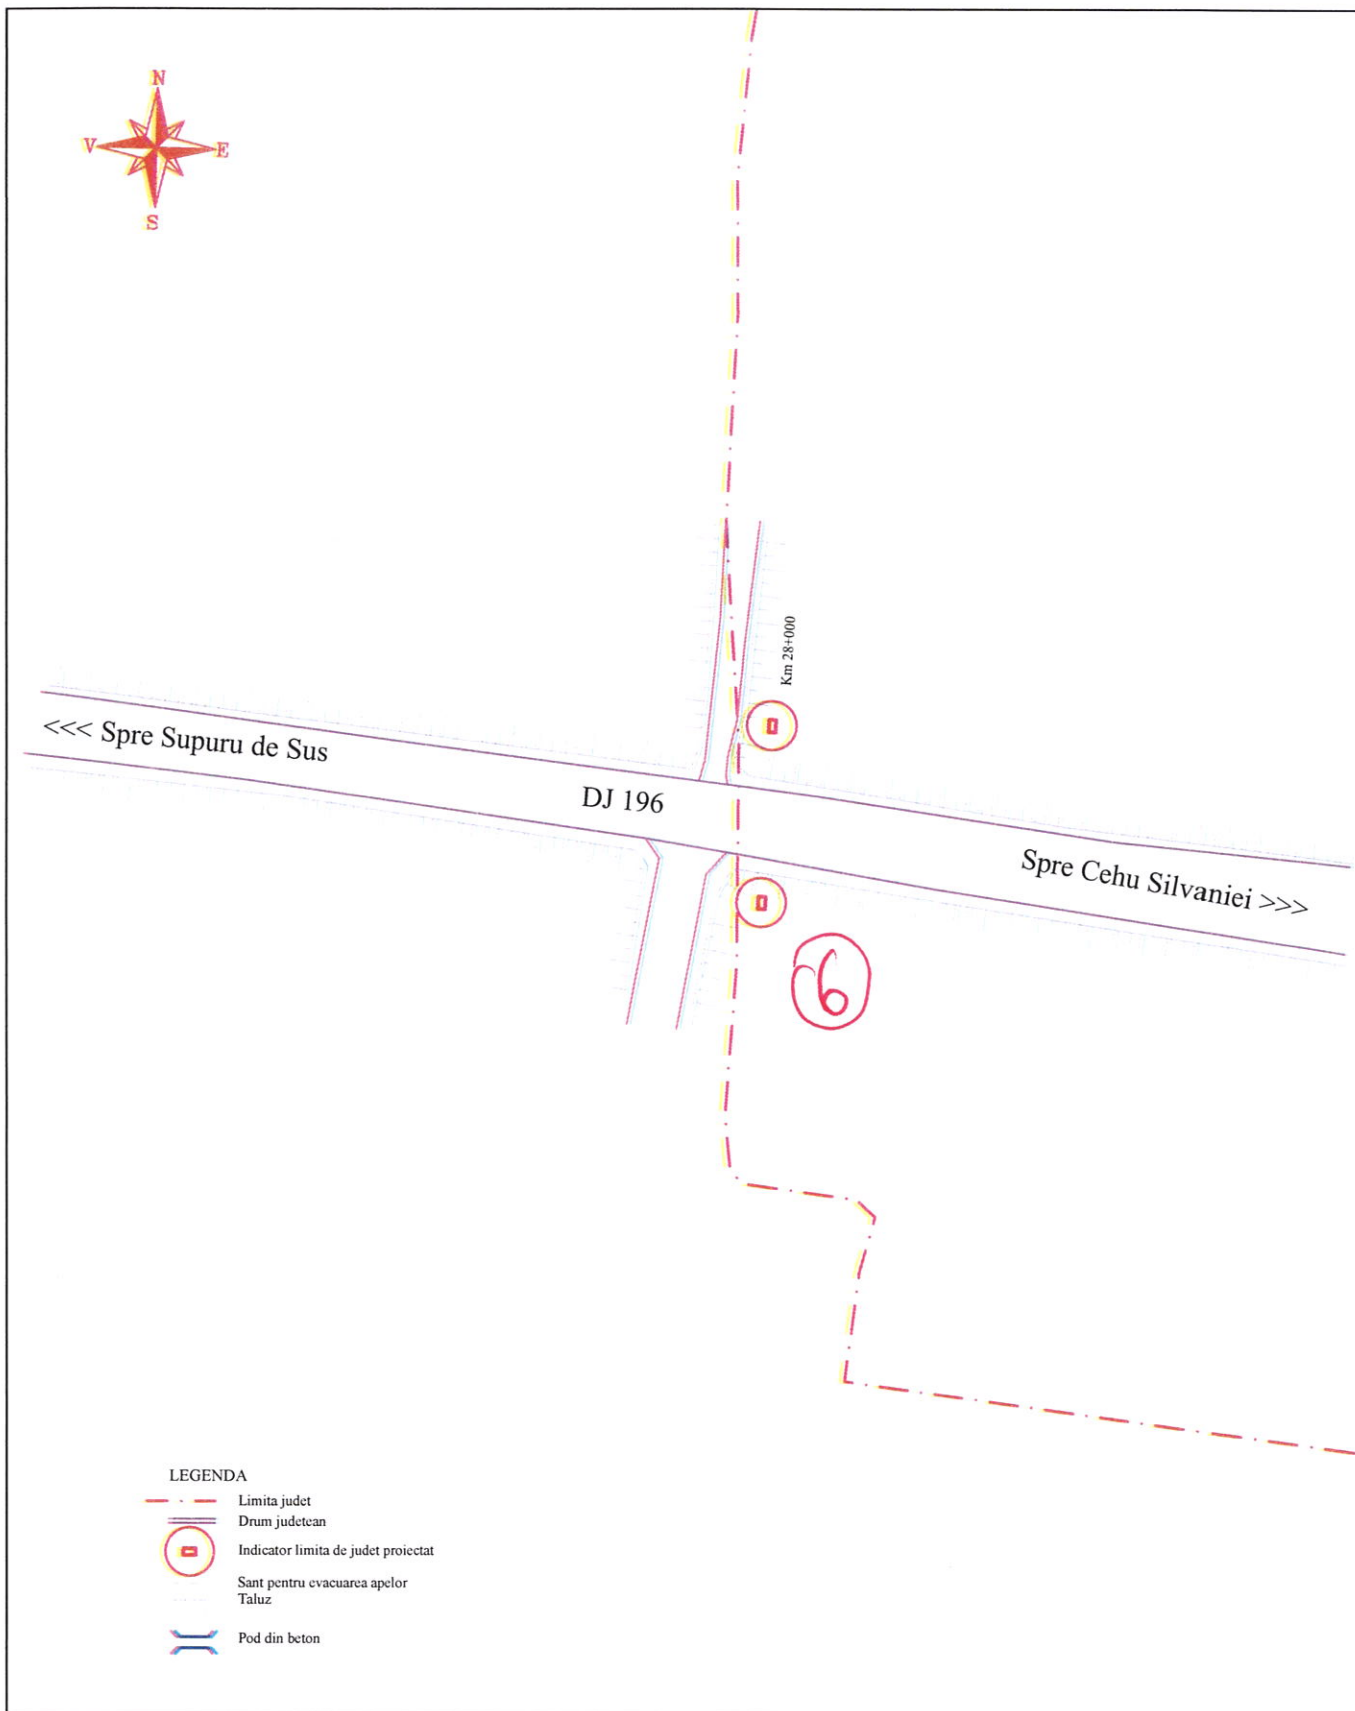 N
V E
S
Km 28+000
<<< Spre Supuru de Sus
DJ 196
Spre Cehu Silvaniei >>>
6
LEGENDA
Limita judet
Drum judetean
Indicator limita de judet proiectat
Sant pentru evacuarea apelor
Taluz
Pod din beton